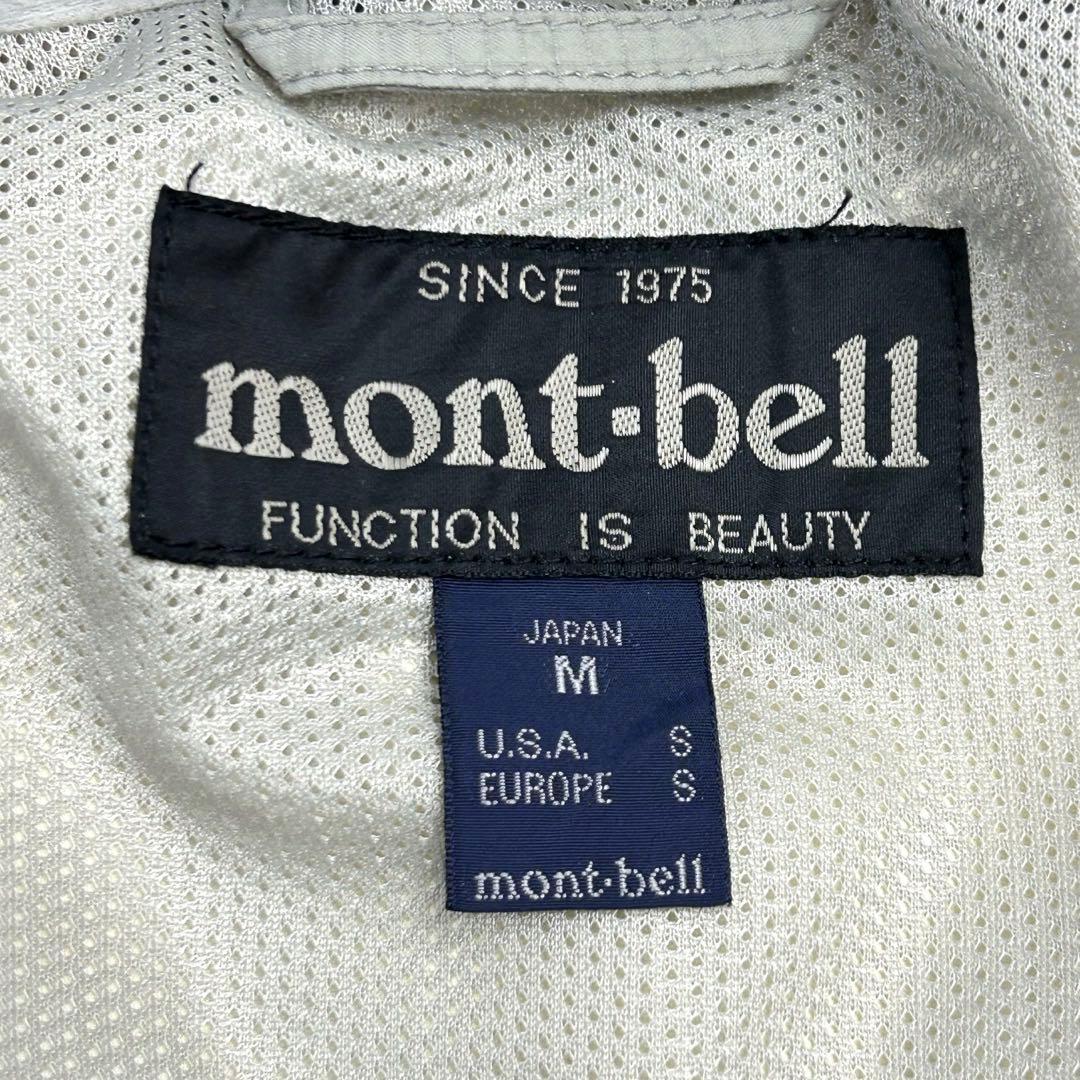 SINCE 1975
mont·bell
FUNCTION IS BEAUTY
JAPAN
M
U.S.A. S
EUROPE S
mont·bell